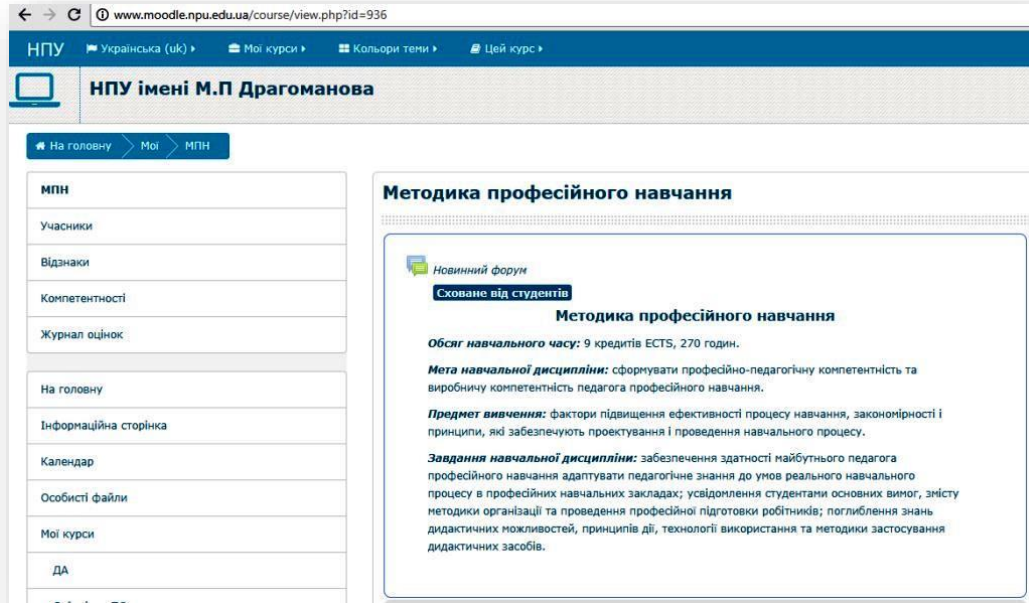 www.moodle.npu.edu.ua/course/view.php?id=936
НПУ Українська (uk) Мої курси Кольори теми Цей курс
НПУ імені М.П Драгоманова
На головну Мої МПН
МПН
Учасники
Відзнаки
Компетентності
Журнал оцінок
На головну
Інформаційна сторінка
Календар
Особисті файли
Мої курси
ДА
Методика професійного навчання
Новинний форум
Сховане від студентів
Методика професійного навчання
Обсяг навчального часу: 9 кредитів ECTS, 270 годин.
Мета навчальної дисципліни: сформувати професійно-педагогічну компетентність та
виробничу компетентність педагога професійного навчання.
Предмет вивчення: фактори підвищення ефективності процесу навчання, закономірності і
принципи, які забезпечують проектування і проведення навчального процесу.
Завдання навчальної дисципліни: забезпечення здатності майбутнього педагога
професійного навчання адаптувати педагогічне знання до умов реального навчального
процесу в професійних навчальних закладах; усвідомлення студентами основних вимог, змісту
методики організації та проведення професійної підготовки робітників; поглиблення знань
дидактичних можливостей, принципів дії, технології використання та методики застосування
дидактичних засобів.